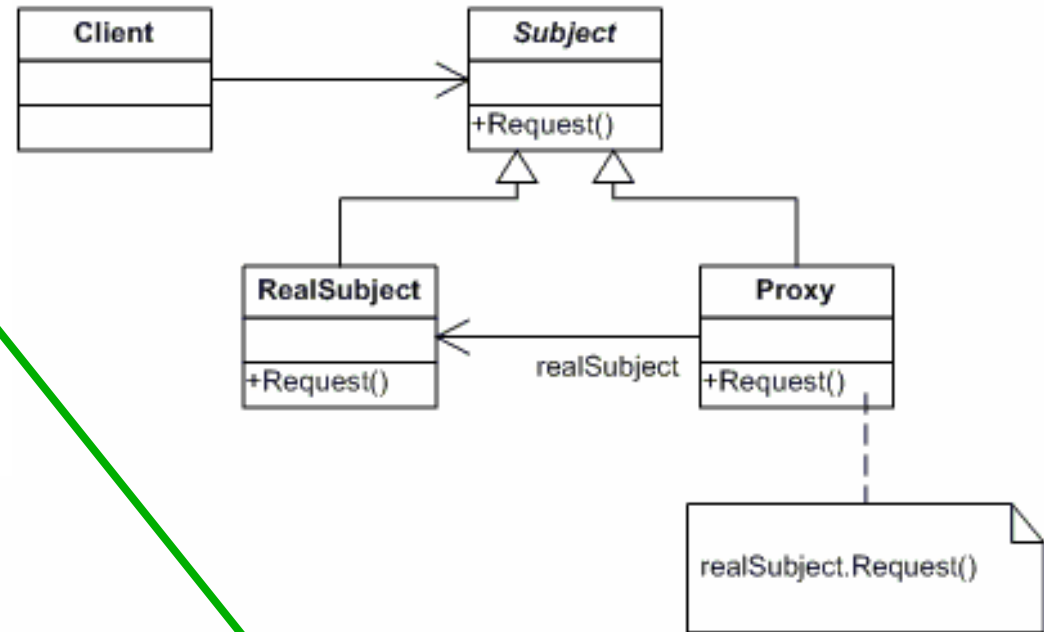 Client
Subject
+Request()
RealSubject
+Request()
realSubject
Proxy
+Request()
realSubject.Request()